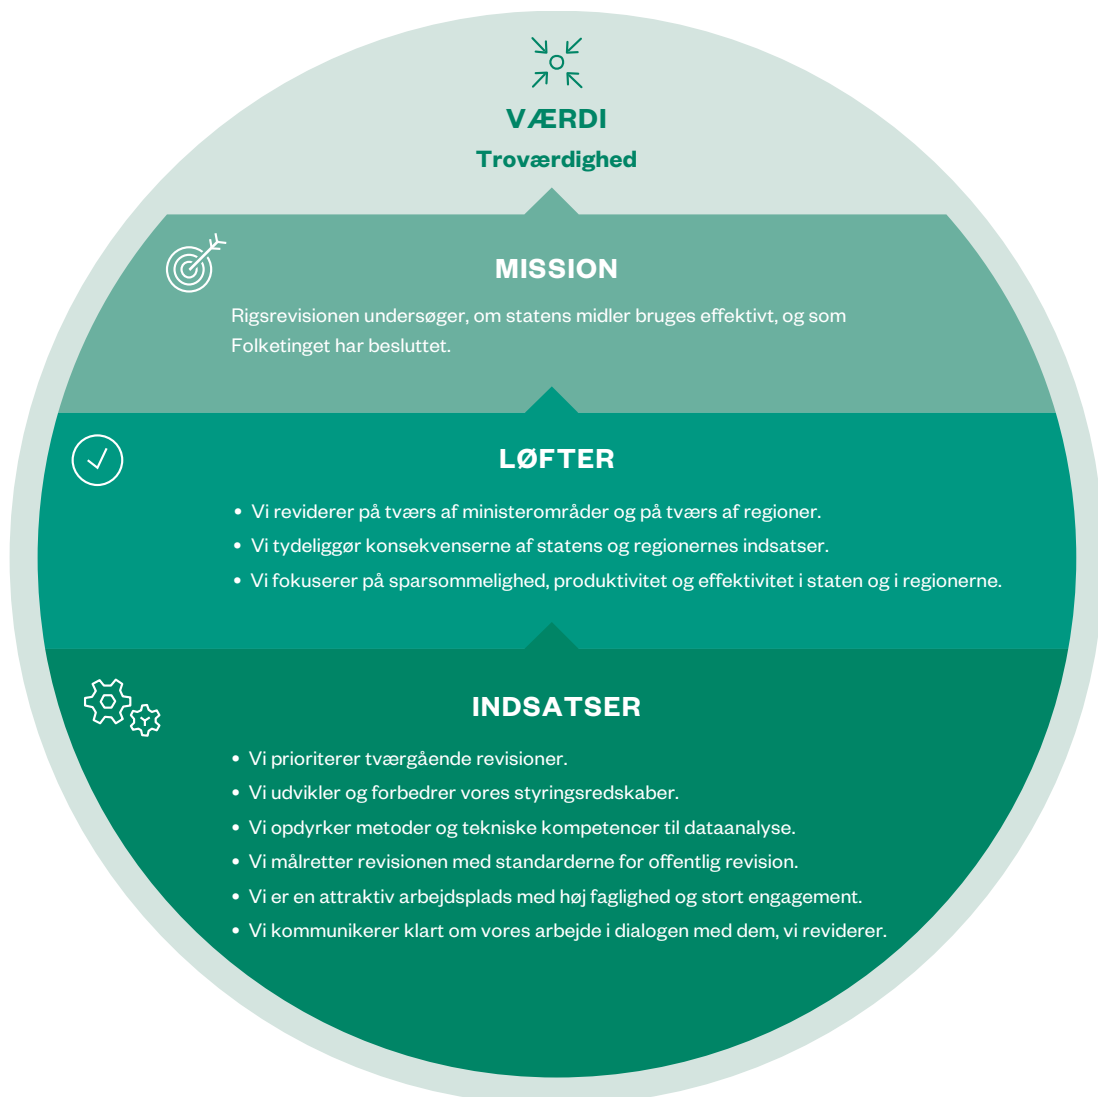 VÆRDI
Troværdighed
MISSION
Rigsrevisionen undersøger, om statens midler bruges effektivt, og som
Folketinget har besluttet.
LØFTER
• Vi reviderer på tværs af ministerområder og på tværs af regioner.
• Vi tydeliggør konsekvenserne af statens og regionernes indsatser.
• Vi fokuserer på sparsommelighed, produktivitet og effektivitet i staten og i regionerne.
INDSATSER
• Vi prioriterer tværgående revisioner.
• Vi udvikler og forbedrer vores styringsredskaber.
• Vi opdyrker metoder og tekniske kompetencer til dataanalyse.
• Vi målretter revisionen med standarderne for offentlig revision.
• Vi er en attraktiv arbejdsplads med høj faglighed og stort engagement.
• Vi kommunikerer klart om vores arbejde i dialogen med dem, vi reviderer.